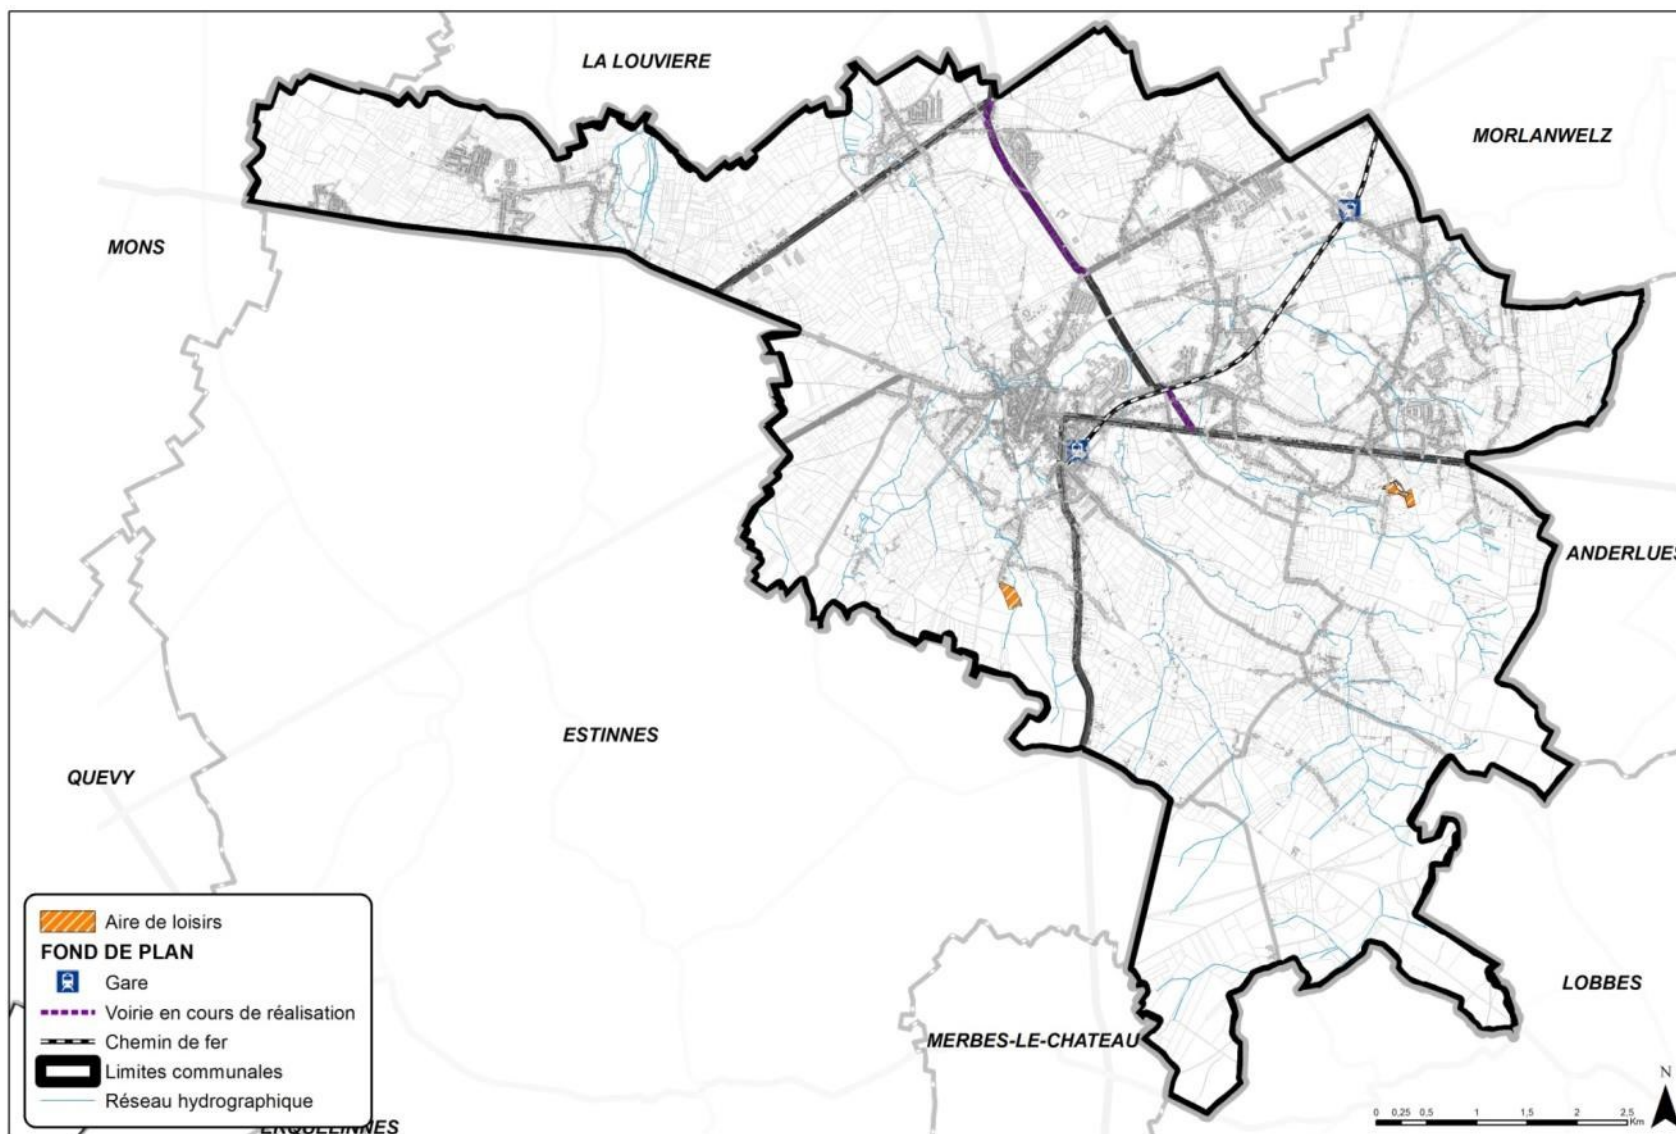 LA LOUVIERE
MORLANWELZ
MONS
ANDERLUES
ESTINNES
QUEVY
LOBBES
MERBES-LE-CHATEAU
Aire de loisirs
FOND DE PLAN
Gare
Voirie en cours de réalisation
Chemin de fer
Limites communales
Réseau hydrographique
ERQUELINNES
N
0 0,25 0,5 1 1,5 2 2,5
Km